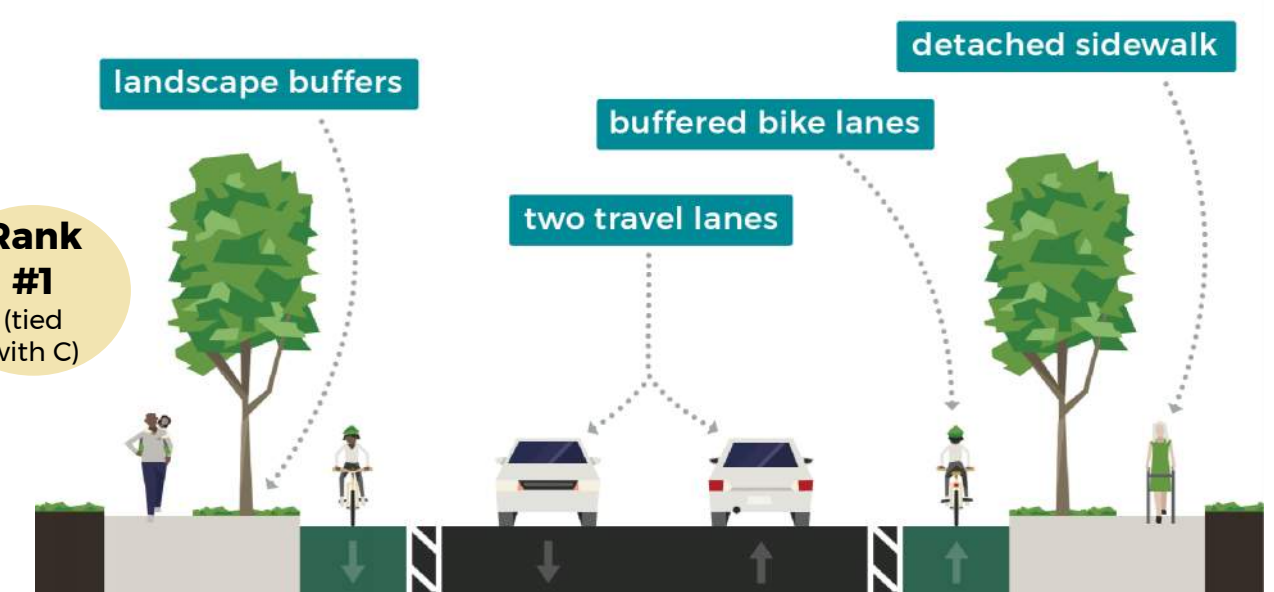 detached sidewalk
landscape buffers
buffered bike lanes
two travel lanes
Rank
#1
(tied
with C)